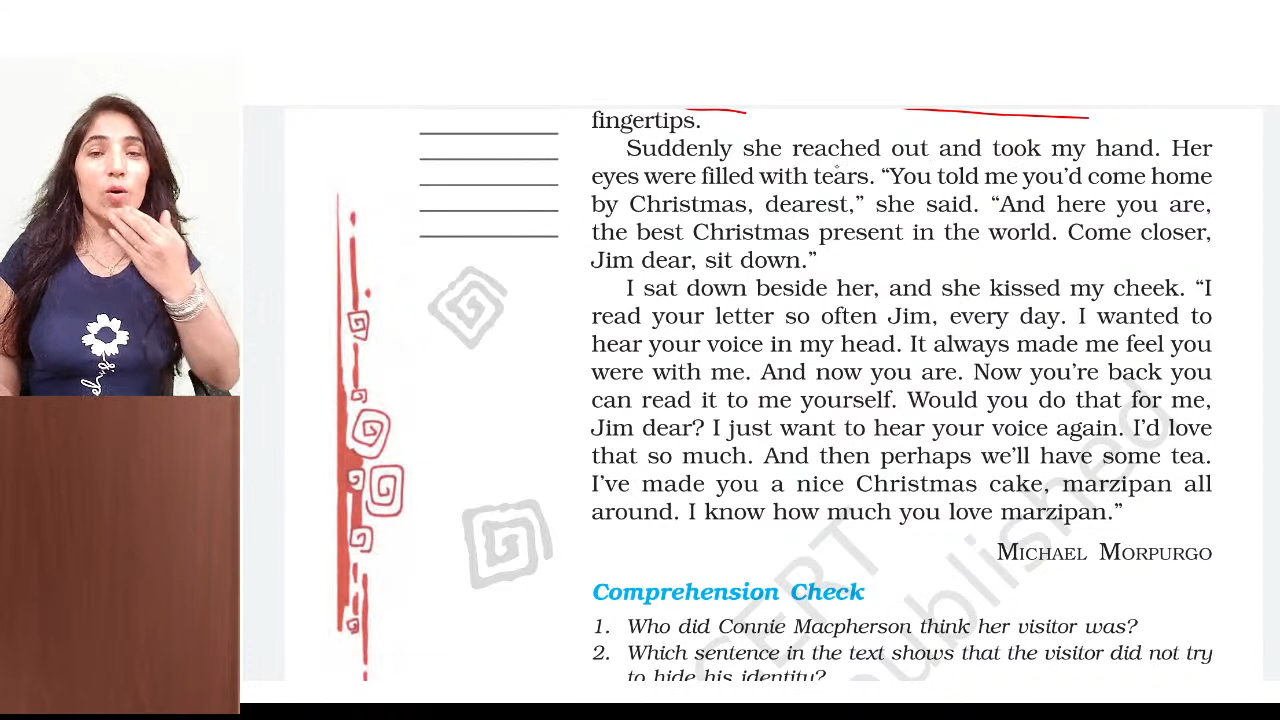 fingertips.
Suddenly she reached out and took my hand. Her
eyes were filled with tears. “You told me you’d come home
by Christmas, dearest,” she said. “And here you are,
the best Christmas present in the world. Come closer,
Jim dear, sit down.”
I sat down beside her, and she kissed my cheek. “I
read your letter so often Jim, every day. I wanted to
hear your voice in my head. It always made me feel you
were with me. And now you are. Now you’re back you
can read it to me yourself. Would you do that for me,
Jim dear? I just want to hear your voice again. I’d love
that so much. And then perhaps we’ll have some tea.
I’ve made you a nice Christmas cake, marzipan all
around. I know how much you love marzipan.”
MICHAEL MORPURGO
Comprehension Check
1. Who did Connie Macpherson think her visitor was?
2. Which sentence in the text shows that the visitor did not try
to hide his identity?